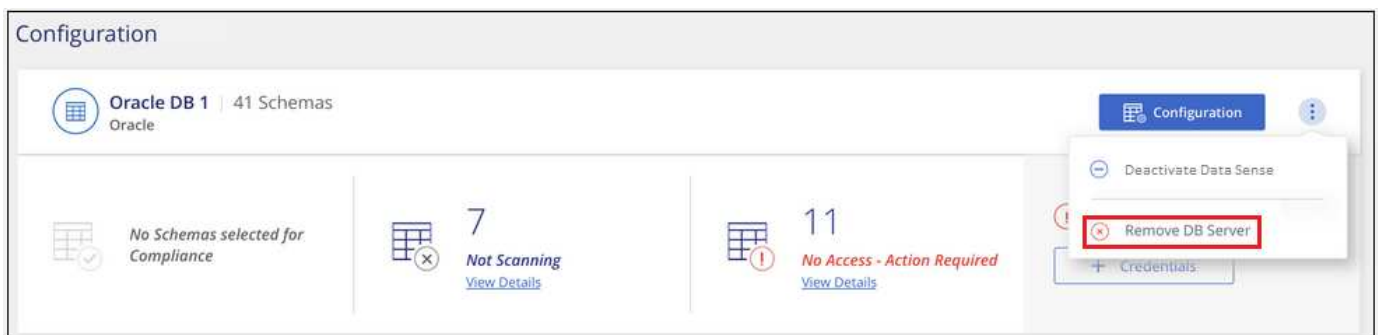 Configuration
Oracle DB 1 | 41 Schemas
Oracle
Configuration
Deactivate Data Sense
Remove DB Server
No Schemas selected for
Compliance
7
Not Scanning
View Details
11
No Access - Action Required
View Details
+ Credentials